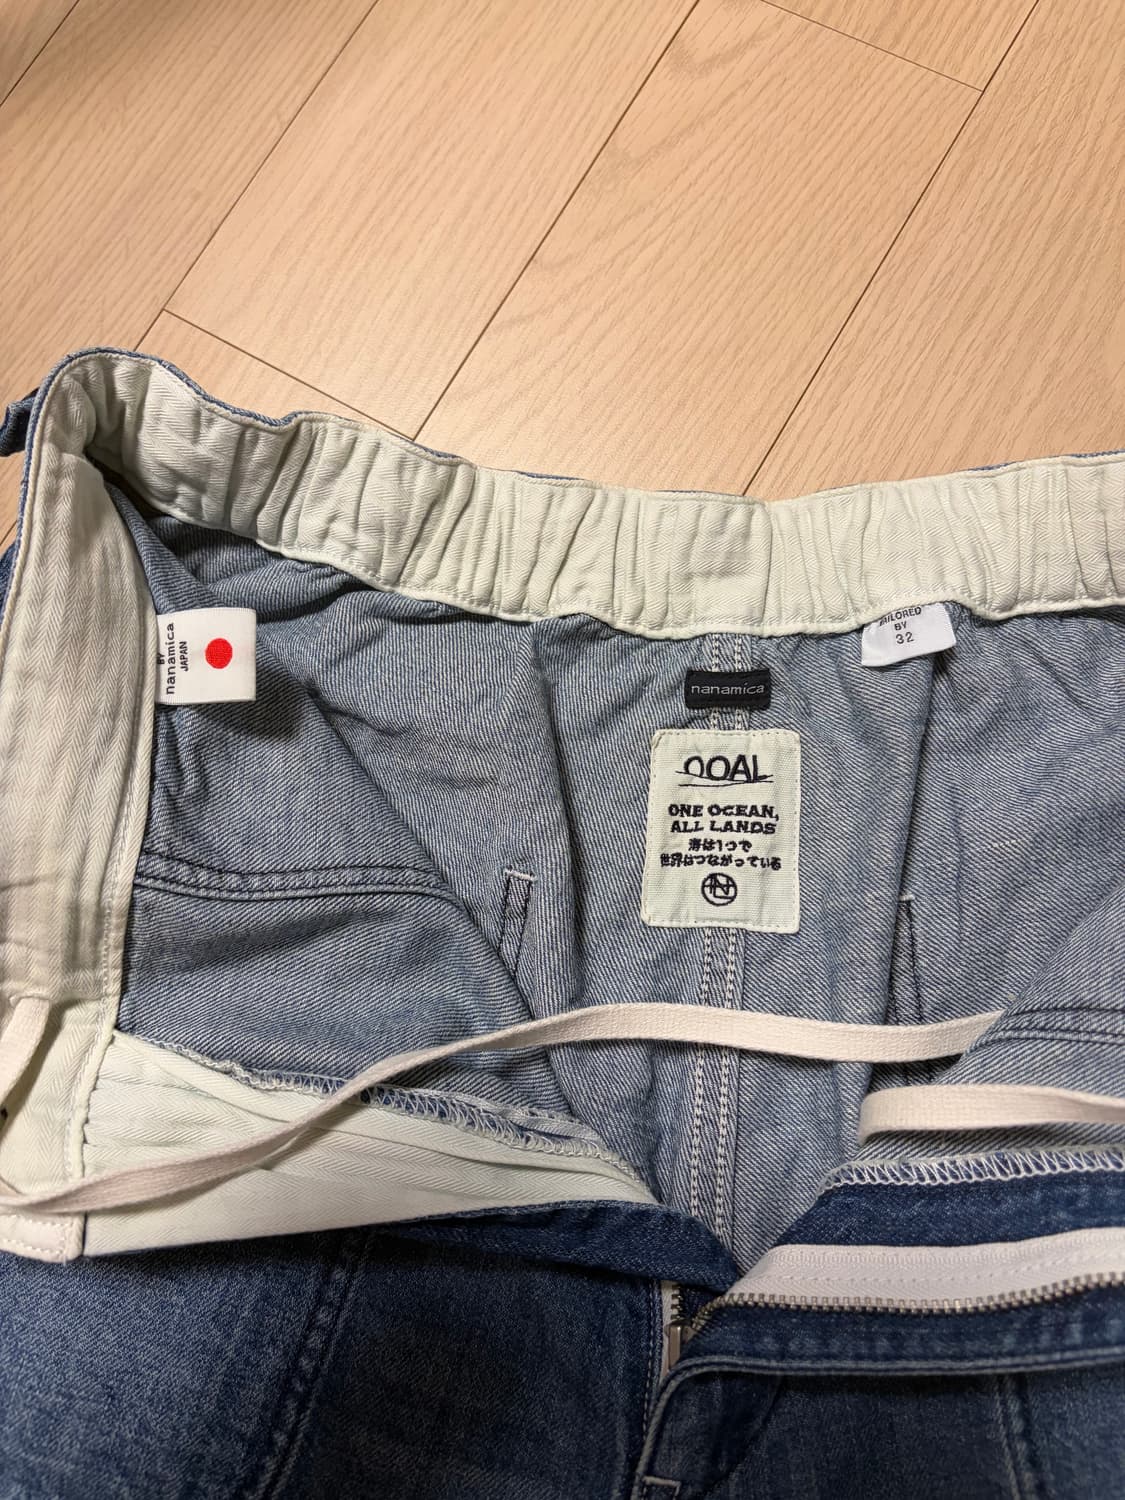 BY
nanamica
JAPAN
TAILORED
BY
32
nanamica
OOAL
ONE OCEAN,
ALL LANDS
海は1つで
世界はつながっている
N